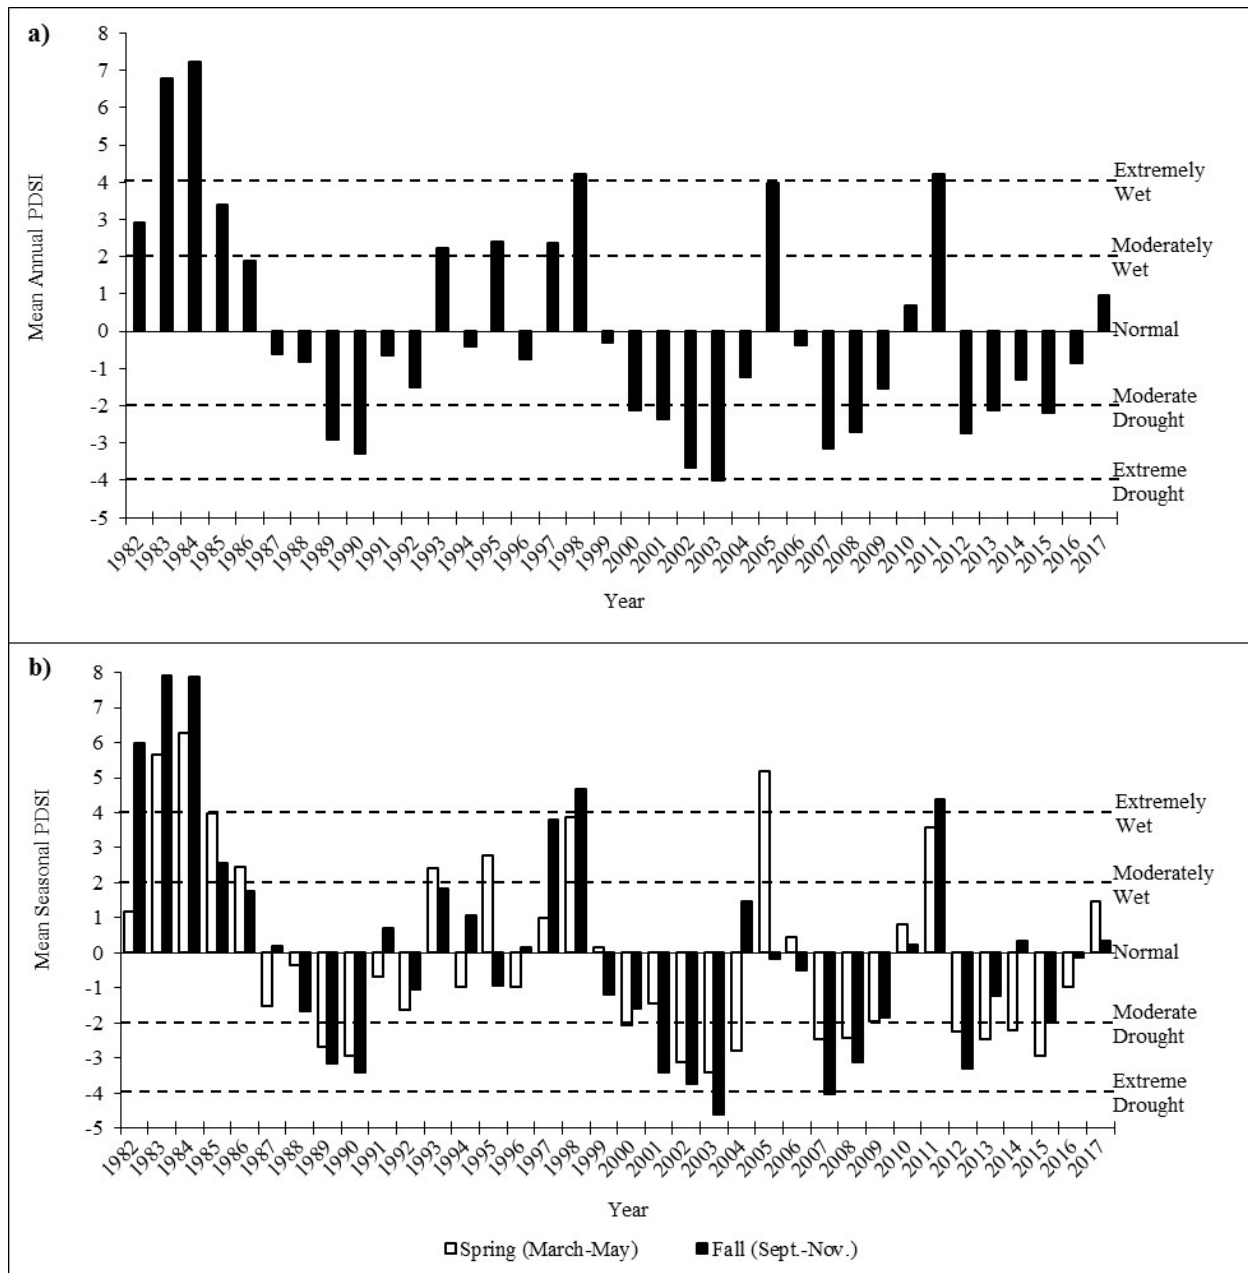 a)
8
7
6
5
4
3
2
1
0
-1
-2
-3
-4
-5
Mean Annual PDSI
Extremely
Wet
Moderately
Wet
Normal
Moderate
Drought
Extreme
Drought
1982 1983 1984 1985 1986 1987 1988 1989 1990 1991 1992 1993 1994 1995 1996 1997 1998 1999 2000 2001 2002 2003 2004 2005 2006 2007 2008 2009 2010 2011 2012 2013 2014 2015 2016 2017
Year
b)
8
7
6
5
4
3
2
1
0
-1
-2
-3
-4
-5
Mean Seasonal PDSI
Extremely
Wet
Moderately
Wet
Normal
Moderate
Drought
Extreme
Drought
1982 1983 1984 1985 1986 1987 1988 1989 1990 1991 1992 1993 1994 1995 1996 1997 1998 1999 2000 2001 2002 2003 2004 2005 2006 2007 2008 2009 2010 2011 2012 2013 2014 2015 2016 2017
Year
Spring (March-May) Fall (Sept.-Nov.)